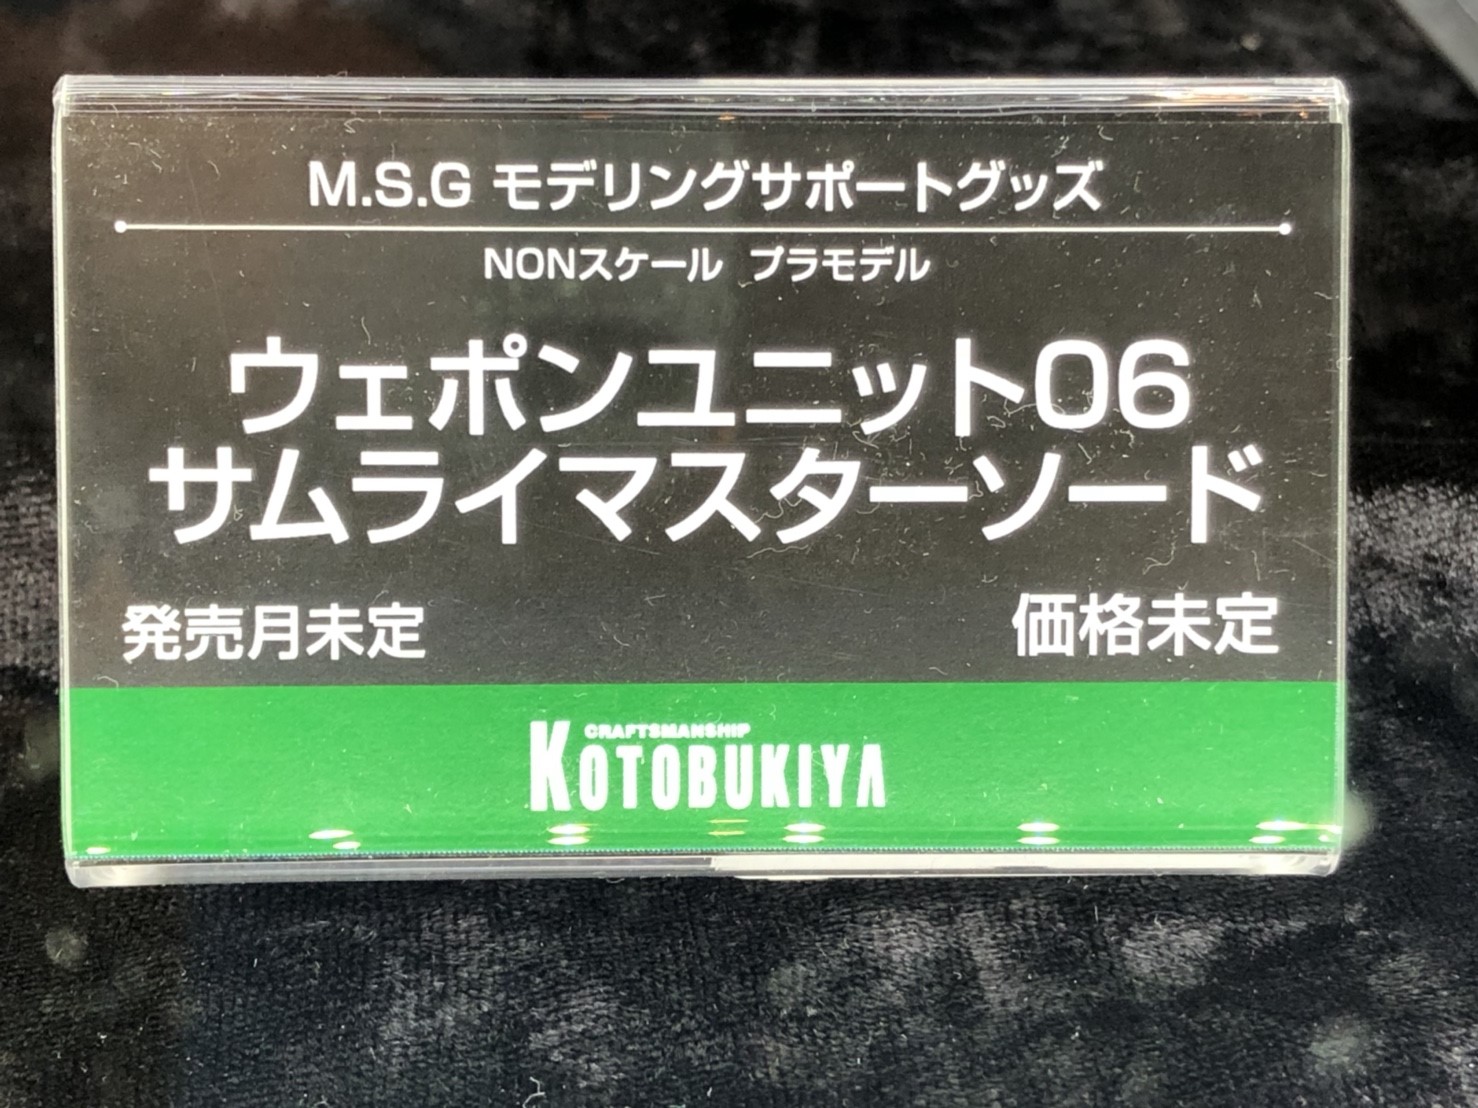 M.S.G モデリングサポートグッズ
NONスケール プラモデル
ウェポンユニット06
サムライマスターソード
発売月未定 価格未定
CRAFTSMANSHIP
KOTOBUKIYA